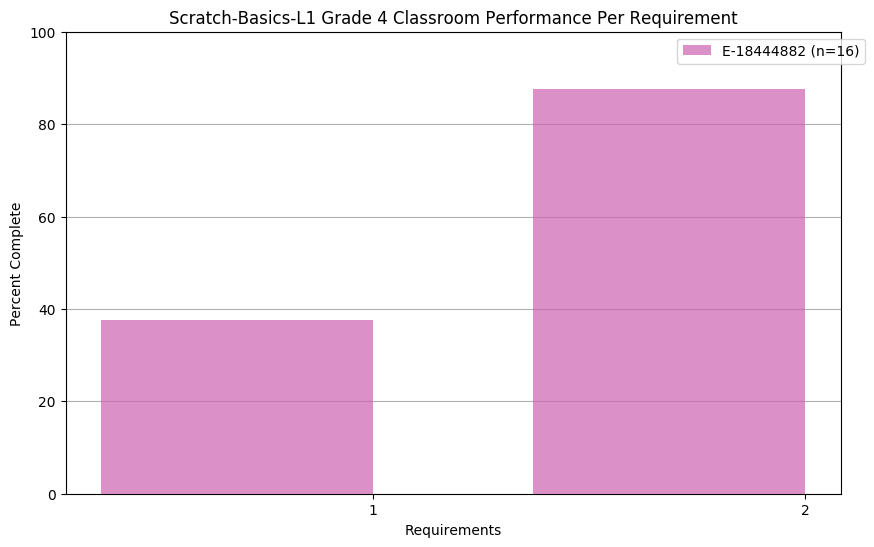 Scratch-Basics-L1 Grade 4 Classroom Performance Per Requirement
E-18444882 (n=16)
100
80
60
40
20
0
Percent Complete
1 2
Requirements